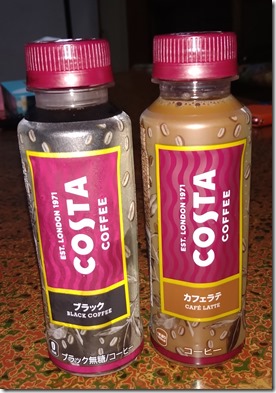 EST. LONDON 1971
COSTA
COFFEE
ブラック
BLACK COFFEE
ブラック無糖/コーヒー
EST. LONDON 1971
COSTA
COFFEE
カフェラテ
CAFÉ LATTE
コーヒー